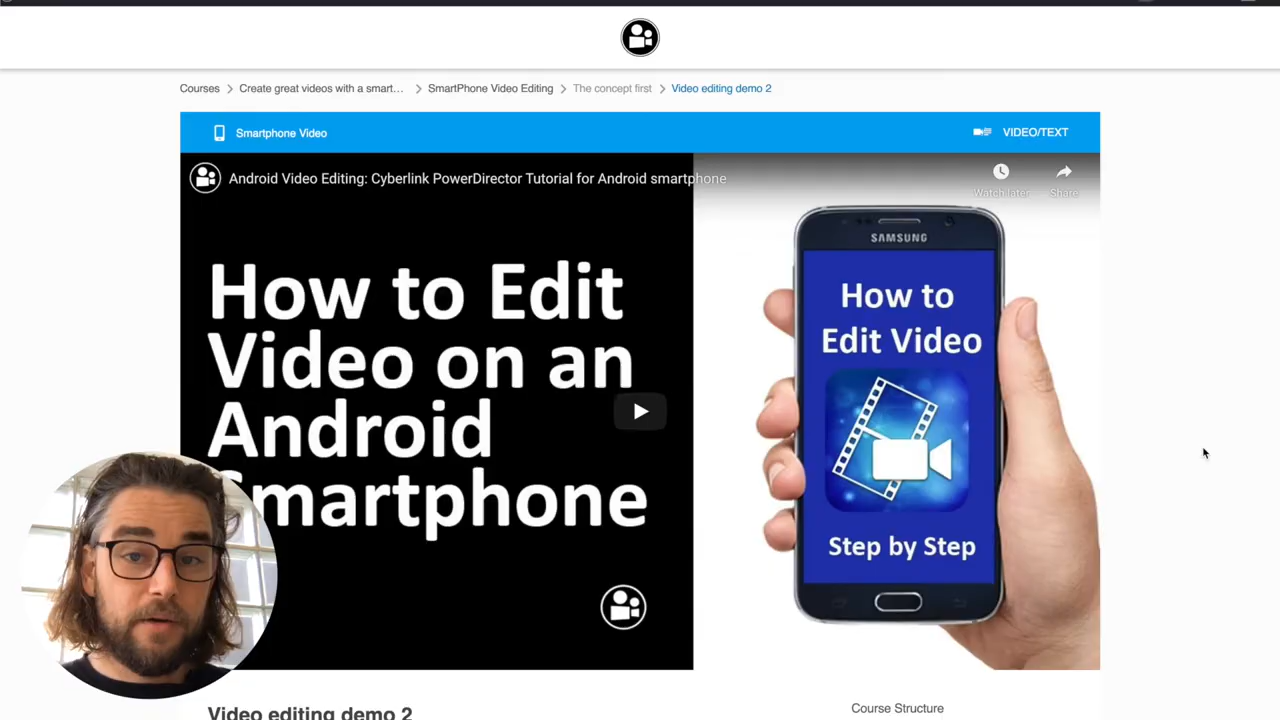 Courses
Create great videos with a smart…
SmartPhone Video Editing
The concept first
Video editing demo 2
Smartphone Video
VIDEO/TEXT
Android Video Editing: Cyberlink PowerDirector Tutorial for Android smartphone
Watch later
Share
How to Edit
Video on an
Android
Smartphone
SAMSUNG
How to
Edit Video
Step by Step
Video editing demo 2
Course Structure